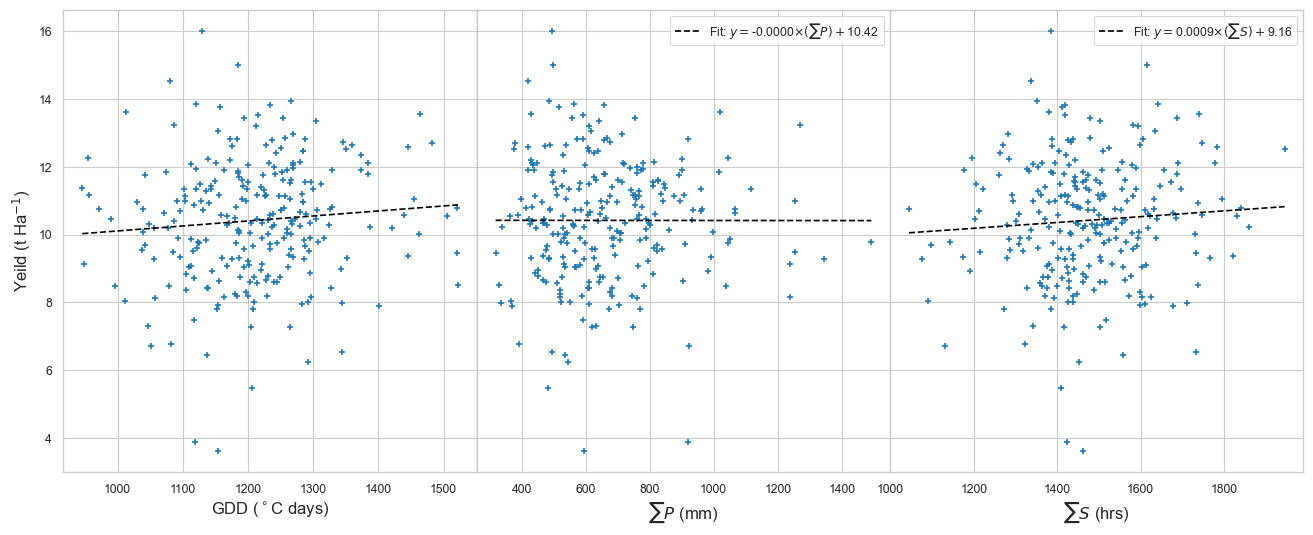 Fit: y = -0.0000×(∑P) + 10.42
Fit: y = 0.0009×(∑S) + 9.16
16
14
12
10
8
6
4
Yeild (t Ha⁻¹)
1000 1100 1200 1300 1400 1500
400 600 800 1000 1200 1400
1000 1200 1400 1600 1800
GDD (°C days)
∑P (mm)
∑S (hrs)